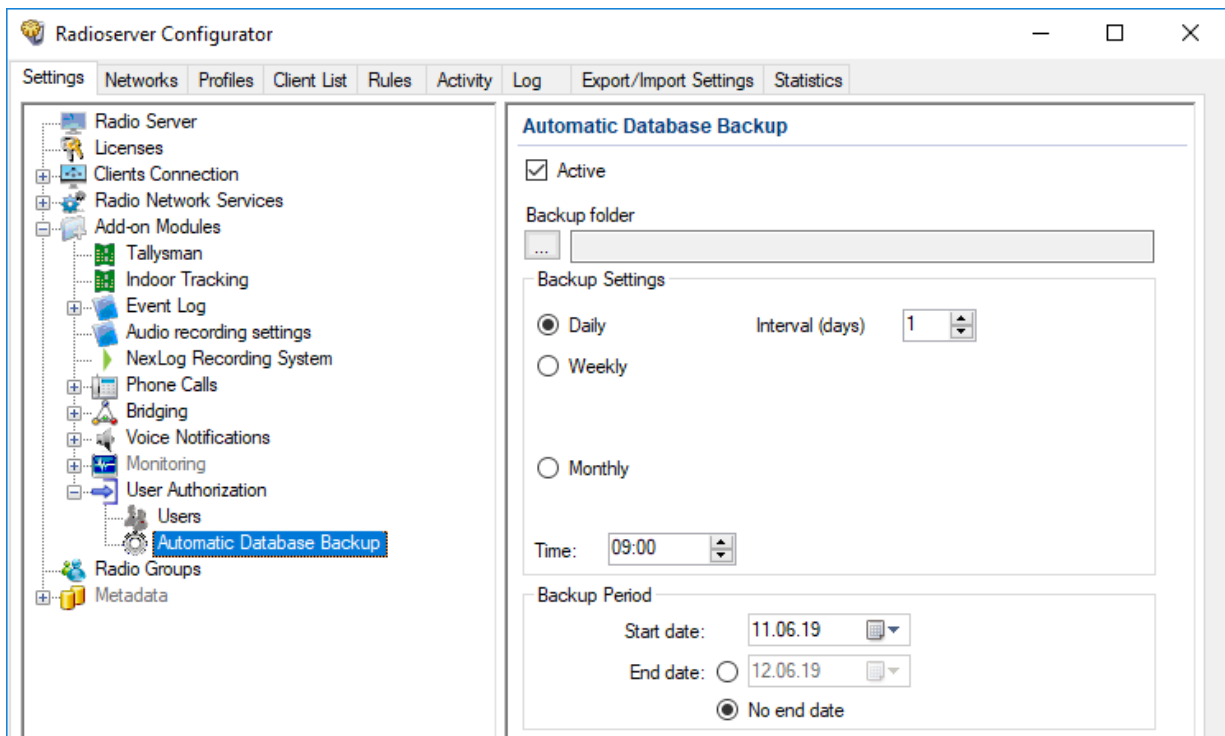 Radioserver Configurator
Settings Networks Profiles Client List Rules Activity Log Export/Import Settings Statistics
Radio Server
Licenses
Clients Connection
Radio Network Services
Add-on Modules
Tallysman
Indoor Tracking
Event Log
Audio recording settings
NexLog Recording System
Phone Calls
Bridging
Voice Notifications
Monitoring
User Authorization
Users
Automatic Database Backup
Radio Groups
Metadata
Automatic Database Backup
Active
Backup folder
...
Backup Settings
Daily Interval (days) 1
Weekly
Monthly
Time: 09:00
Backup Period
Start date: 11.06.19
End date: 12.06.19
No end date